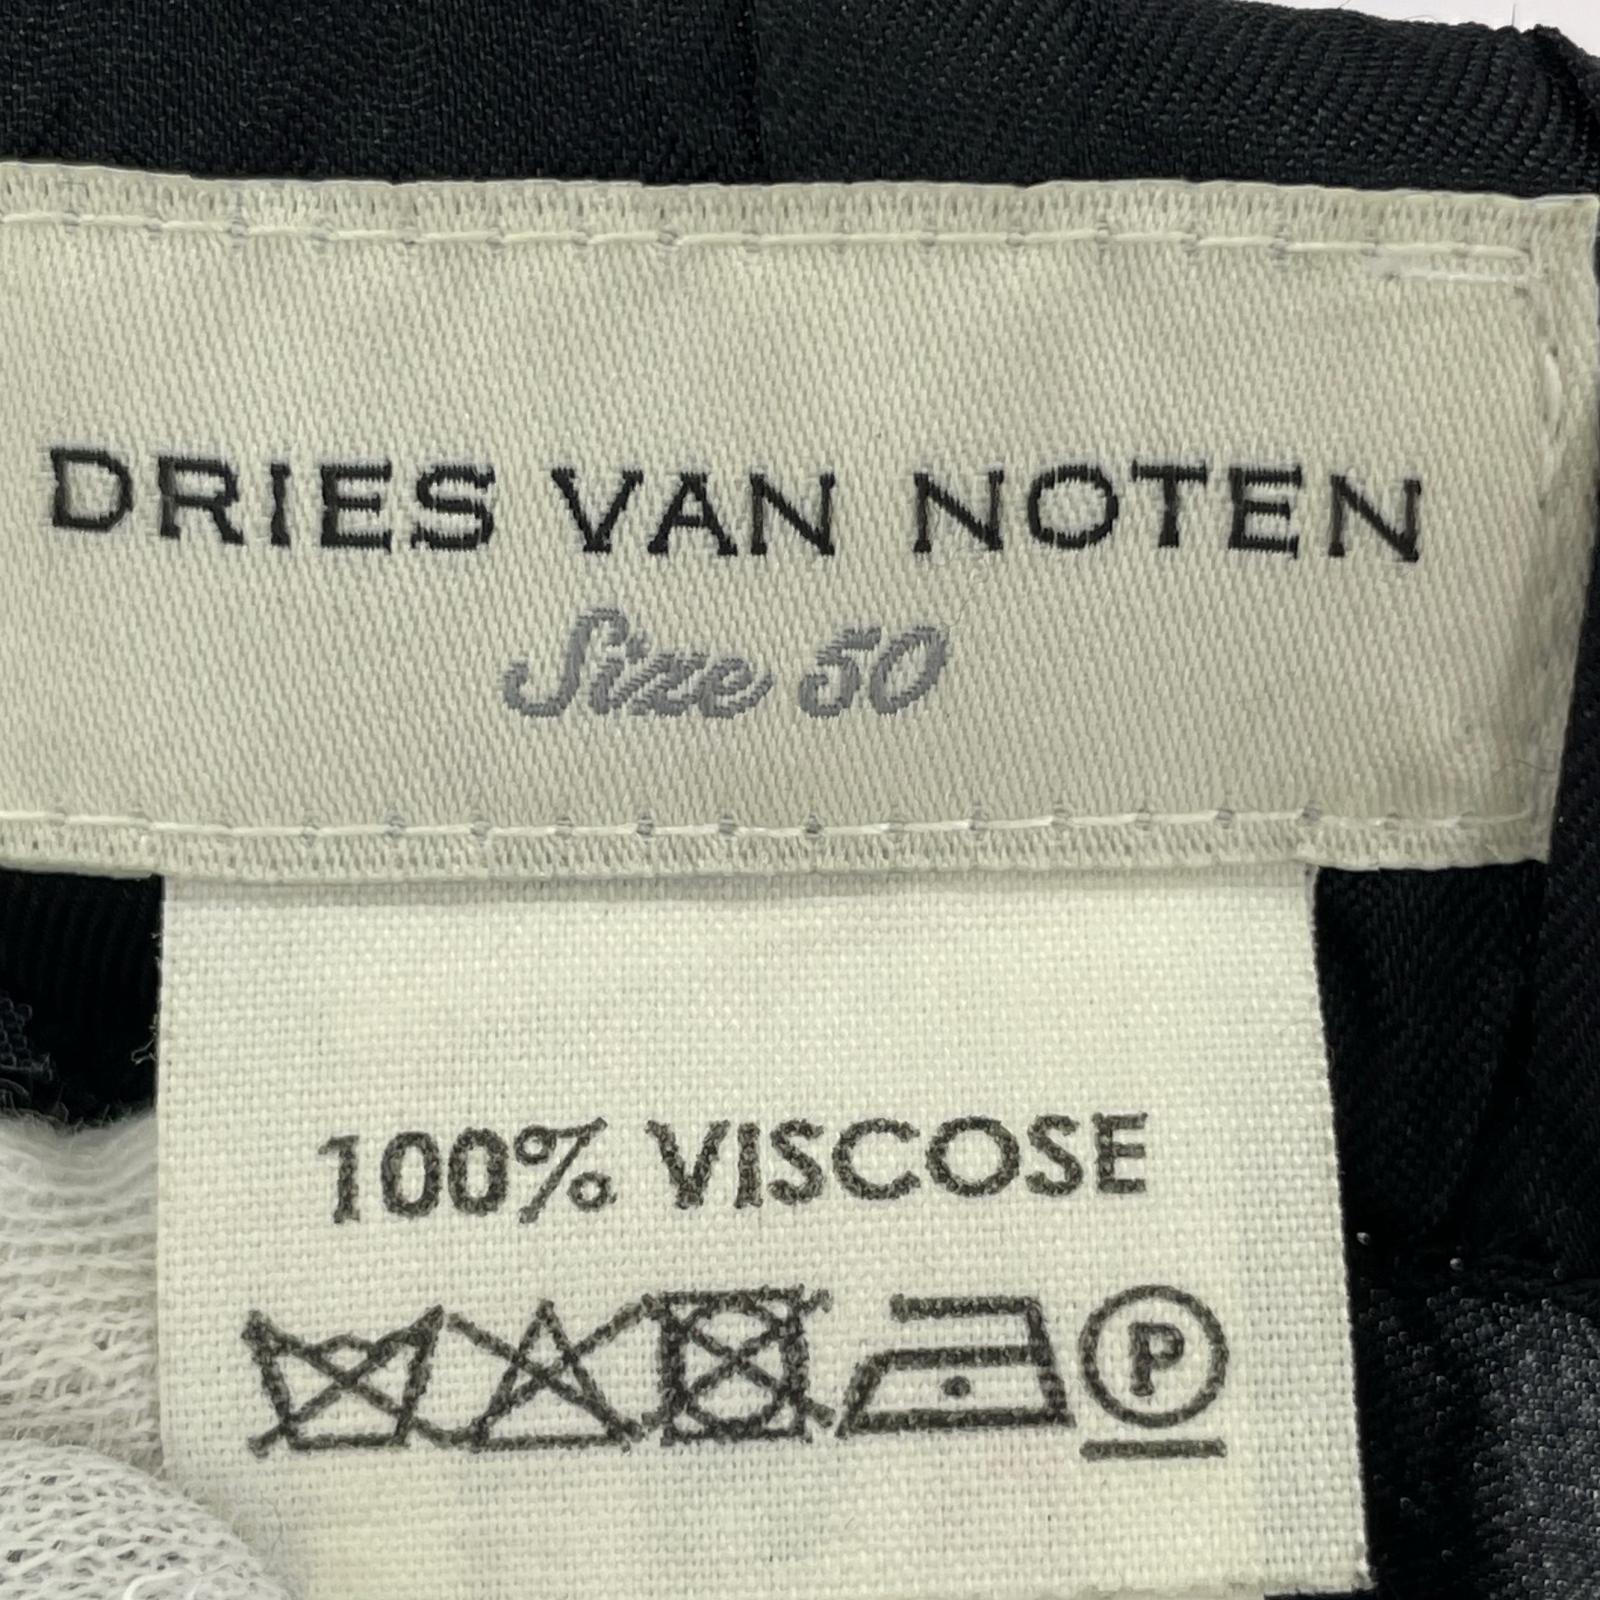 DRIES VAN NOTEN
Size 50
100% VISCOSE
P